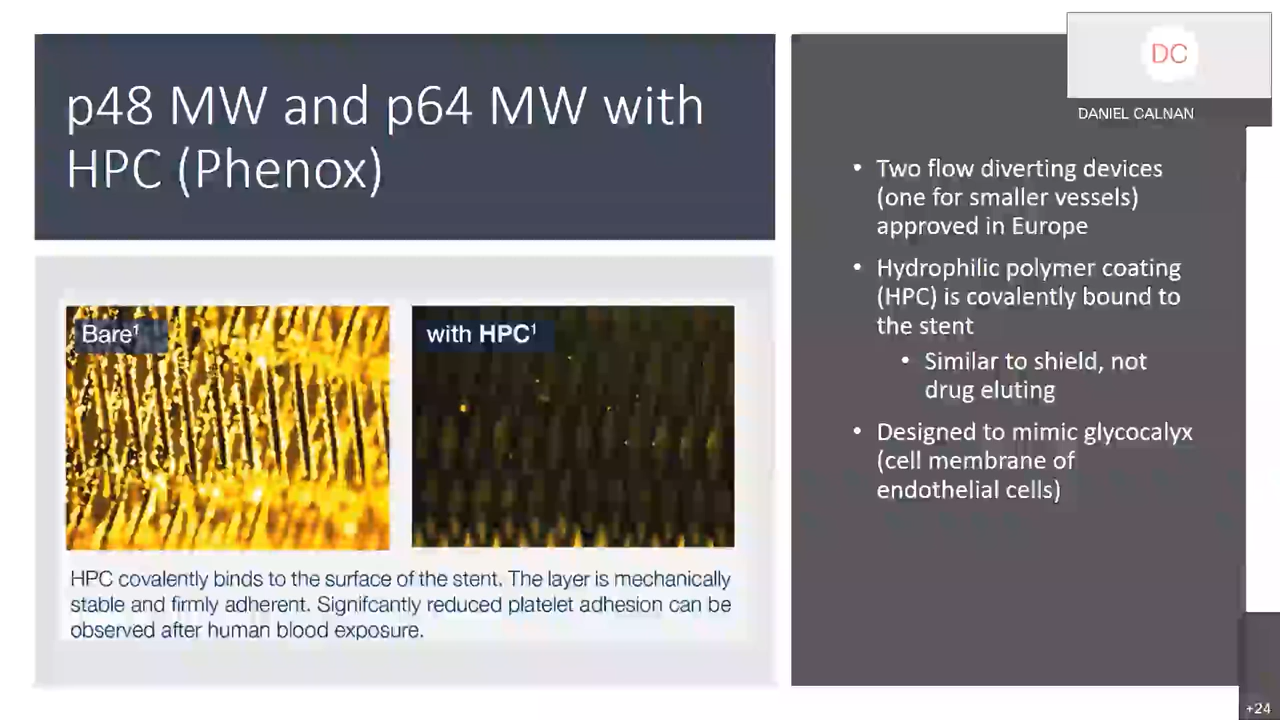 p48 MW and p64 MW with
HPC (Phenox)
Bare¹
with HPC¹
HPC covalently binds to the surface of the stent. The layer is mechanically
stable and firmly adherent. Signifcantly reduced platelet adhesion can be
observed after human blood exposure.
DC
DANIEL CALNAN
• Two flow diverting devices
(one for smaller vessels)
approved in Europe
• Hydrophilic polymer coating
(HPC) is covalently bound to
the stent
• Similar to shield, not
drug eluting
• Designed to mimic glycocalyx
(cell membrane of
endothelial cells)
+24